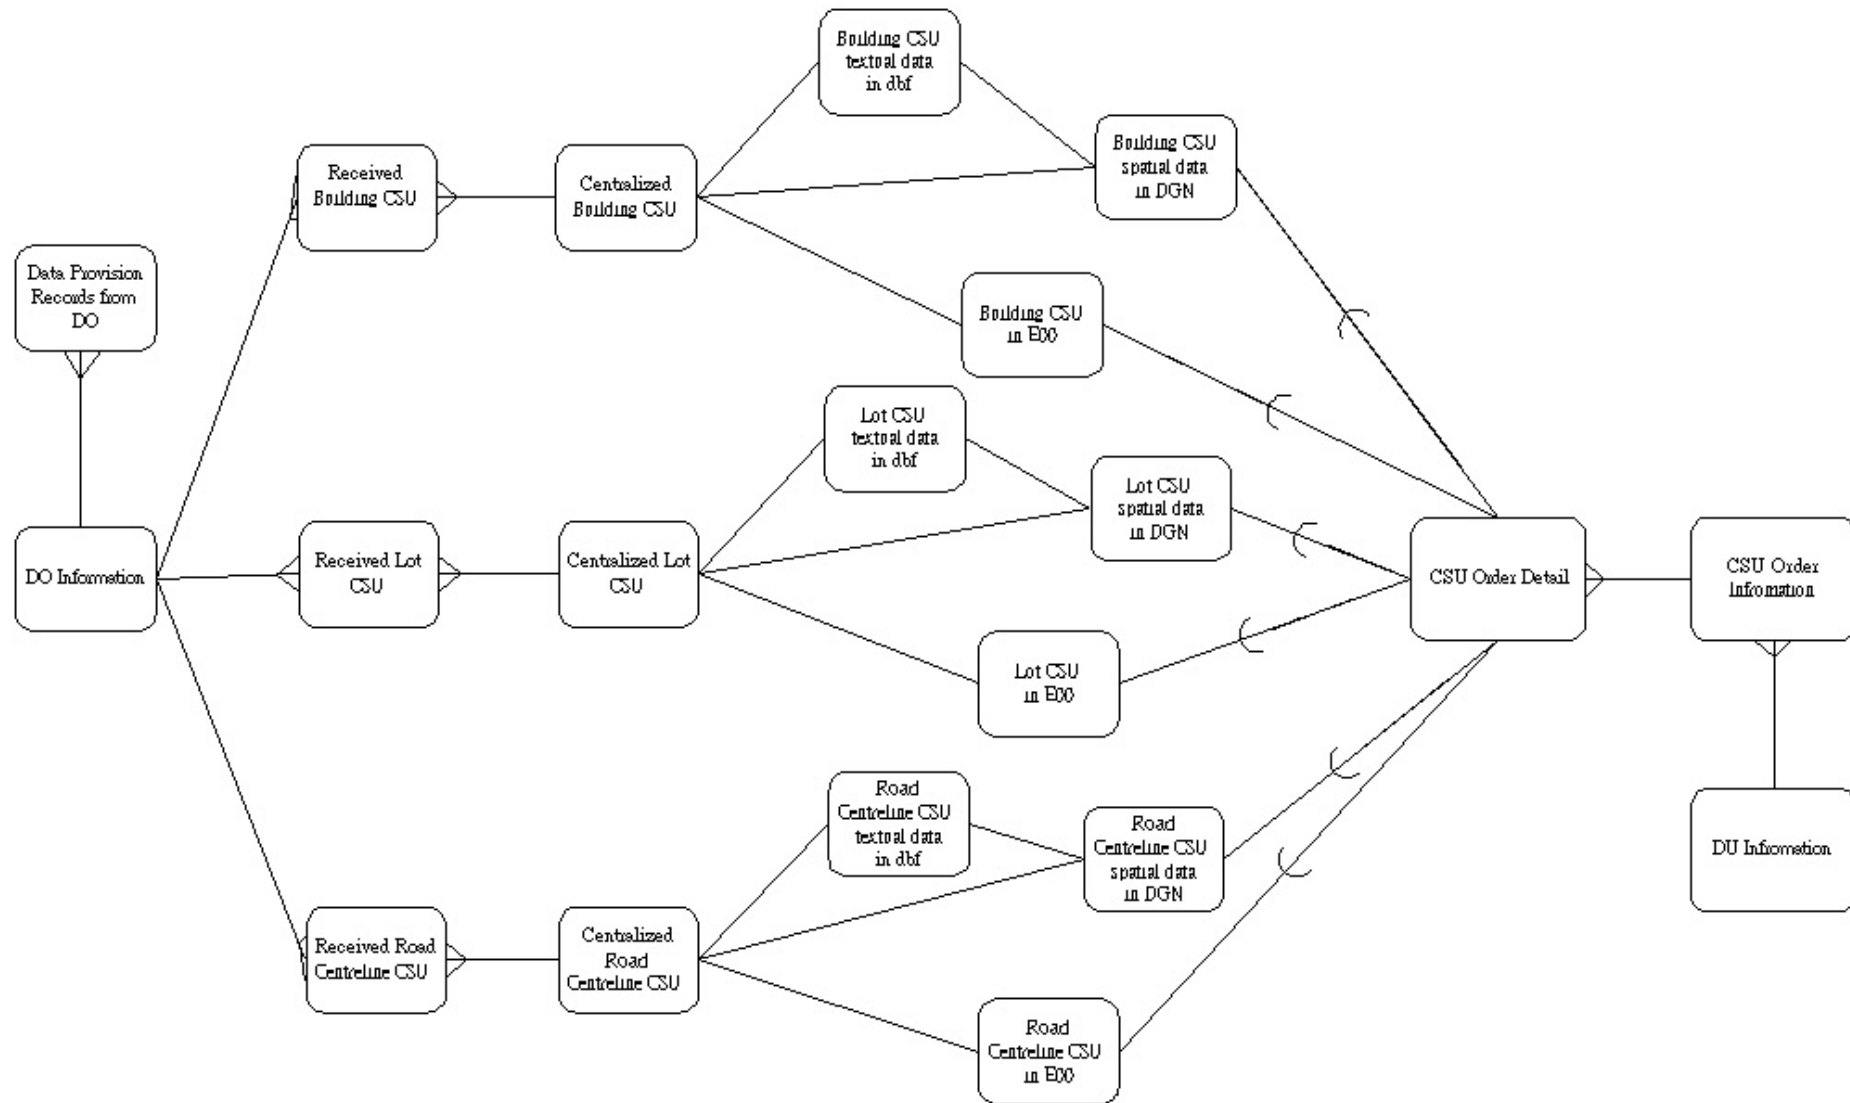 Building CSU
textual data
in dbf
Building CSU
spatial data
in DGN
Received
Building CSU
Centralized
Building CSU
Data Provision
Records from
DO
Building CSU
in E00
Lot CSU
textual data
in dbf
Lot CSU
spatial data
in DGN
DO Information
Received Lot
CSU
Centralized Lot
CSU
CSU Order Detail
CSU Order
Infromation
Lot CSU
in E00
Road
Centreline CSU
textual data
in dbf
Road
Centreline CSU
spatial data
in DGN
DU Infromation
Received Road
Centreline CSU
Centralized
Road
Centreline CSU
Road
Centreline CSU
in E00